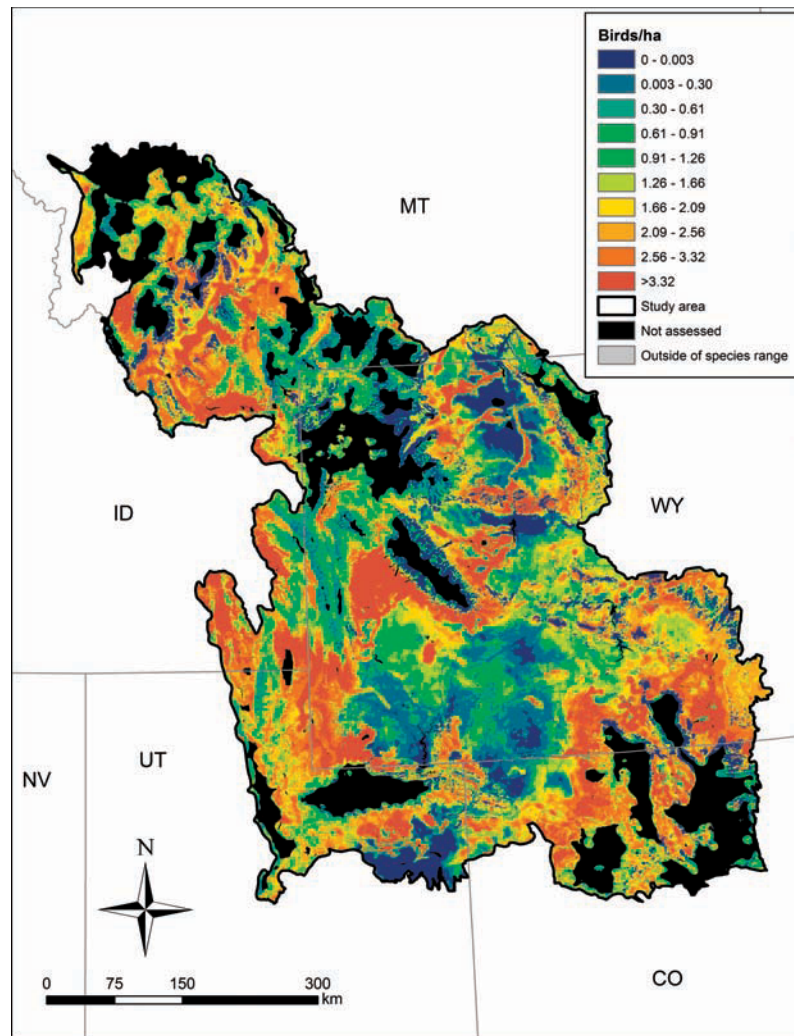 Birds/ha
0 - 0.003
0.003 - 0.30
0.30 - 0.61
0.61 - 0.91
0.91 - 1.26
1.26 - 1.66
1.66 - 2.09
2.09 - 2.56
2.56 - 3.32
>3.32
Study area
Not assessed
Outside of species range
MT
ID
WY
NV
UT
N
CO
0 75 150 300
km